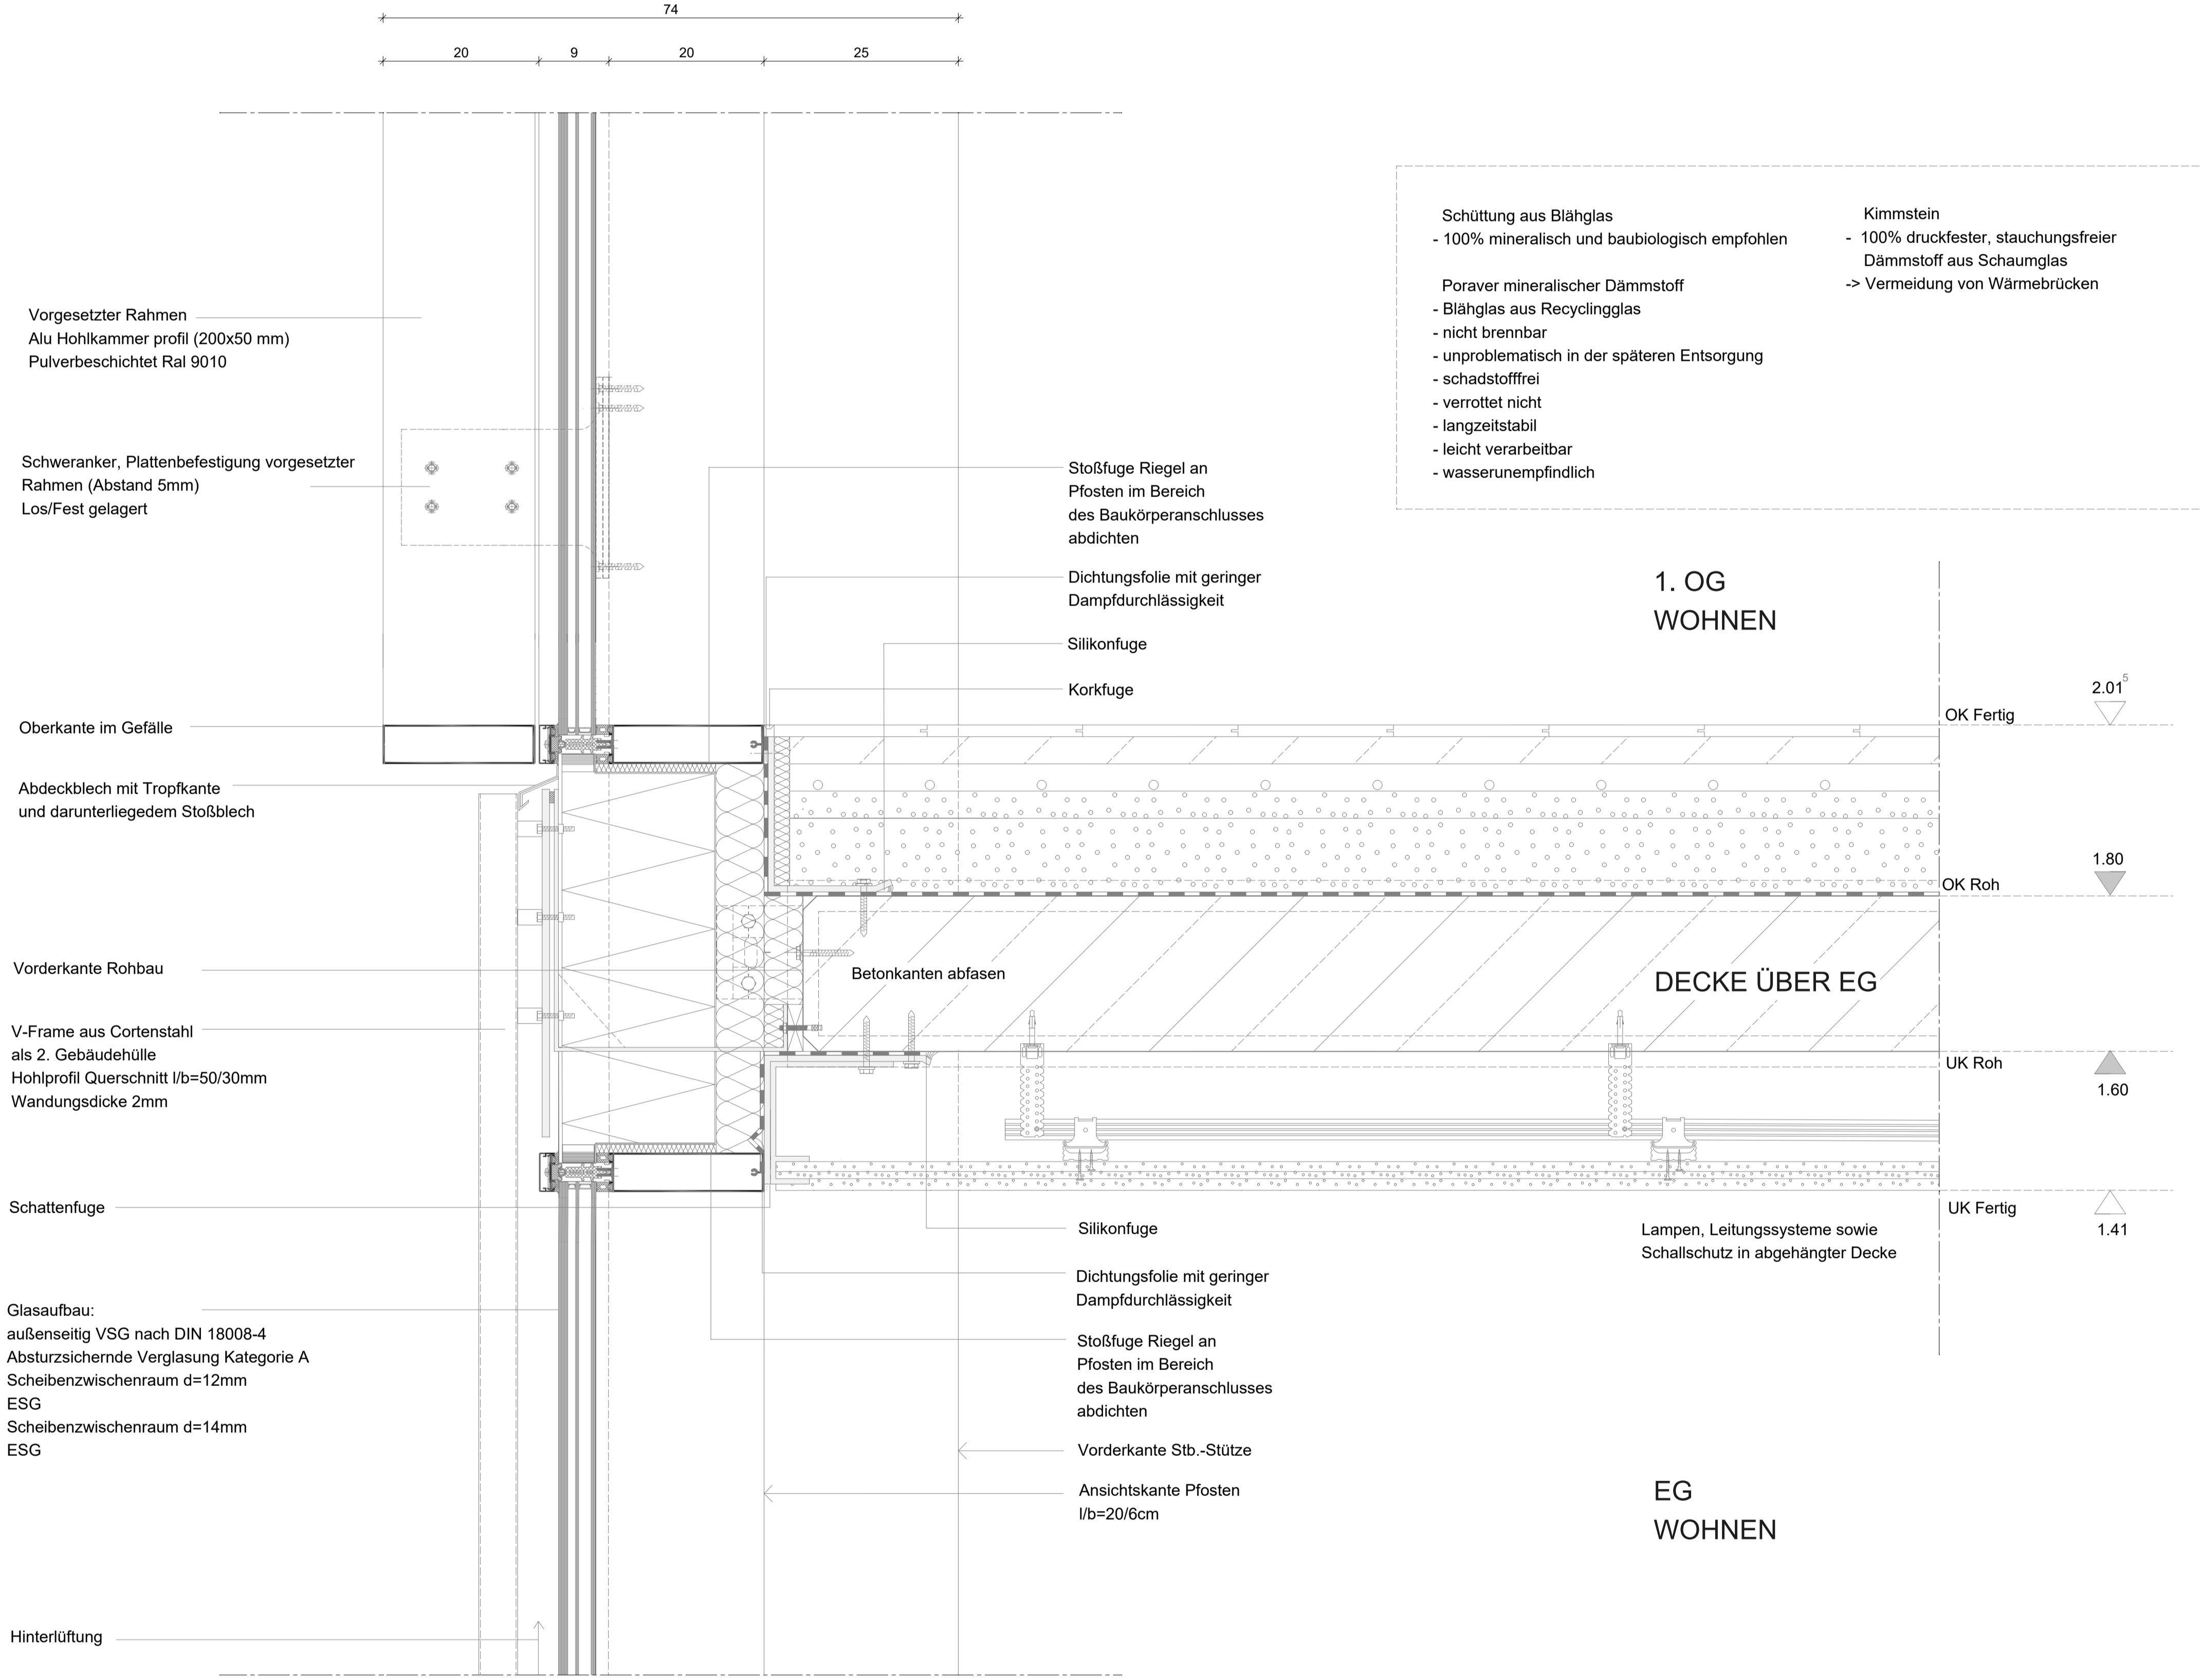 74
20 9 20 25
Vorgesetzter Rahmen
Alu Hohlkammer profil (200x50 mm)
Pulverbeschichtet Ral 9010
Schweranker, Plattenbefestigung vorgesetzter
Rahmen (Abstand 5mm)
Los/Fest gelagert
Oberkante im Gefälle
Abdeckblech mit Tropfkante
und darunterliegedem Stoßblech
Vorderkante Rohbau
V-Frame aus Cortenstahl
als 2. Gebäudehülle
Hohlprofil Querschnitt l/b=50/30mm
Wandungsdicke 2mm
Schattenfuge
Glasaufbau:
außenseitig VSG nach DIN 18008-4
Absturzsichernde Verglasung Kategorie A
Scheibenzwischenraum d=12mm
ESG
Scheibenzwischenraum d=14mm
ESG
Hinterlüftung
Stoßfuge Riegel an
Pfosten im Bereich
des Baukörperanschlusses
abdichten
Dichtungsfolie mit geringer
Dampfdurchlässigkeit
Silikonfuge
Korkfuge
Betonkanten abfasen
Silikonfuge
Dichtungsfolie mit geringer
Dampfdurchlässigkeit
Stoßfuge Riegel an
Pfosten im Bereich
des Baukörperanschlusses
abdichten
Vorderkante Stb.-Stütze
Ansichtskante Pfosten
l/b=20/6cm
Schüttung aus Blähglas
- 100% mineralisch und baubiologisch empfohlen
Poraver mineralischer Dämmstoff
- Blähglas aus Recyclingglas
- nicht brennbar
- unproblematisch in der späteren Entsorgung
- schadstofffrei
- verrottet nicht
- langzeitstabil
- leicht verarbeitbar
- wasserunempfindlich
Kimmstein
- 100% druckfester, stauchungsfreier
Dämmstoff aus Schaumglas
-> Vermeidung von Wärmebrücken
1. OG
WOHNEN
2.01⁵
OK Fertig
1.80
OK Roh
DECKE ÜBER EG
UK Roh
1.60
UK Fertig
1.41
Lampen, Leitungssysteme sowie
Schallschutz in abgehängter Decke
EG
WOHNEN